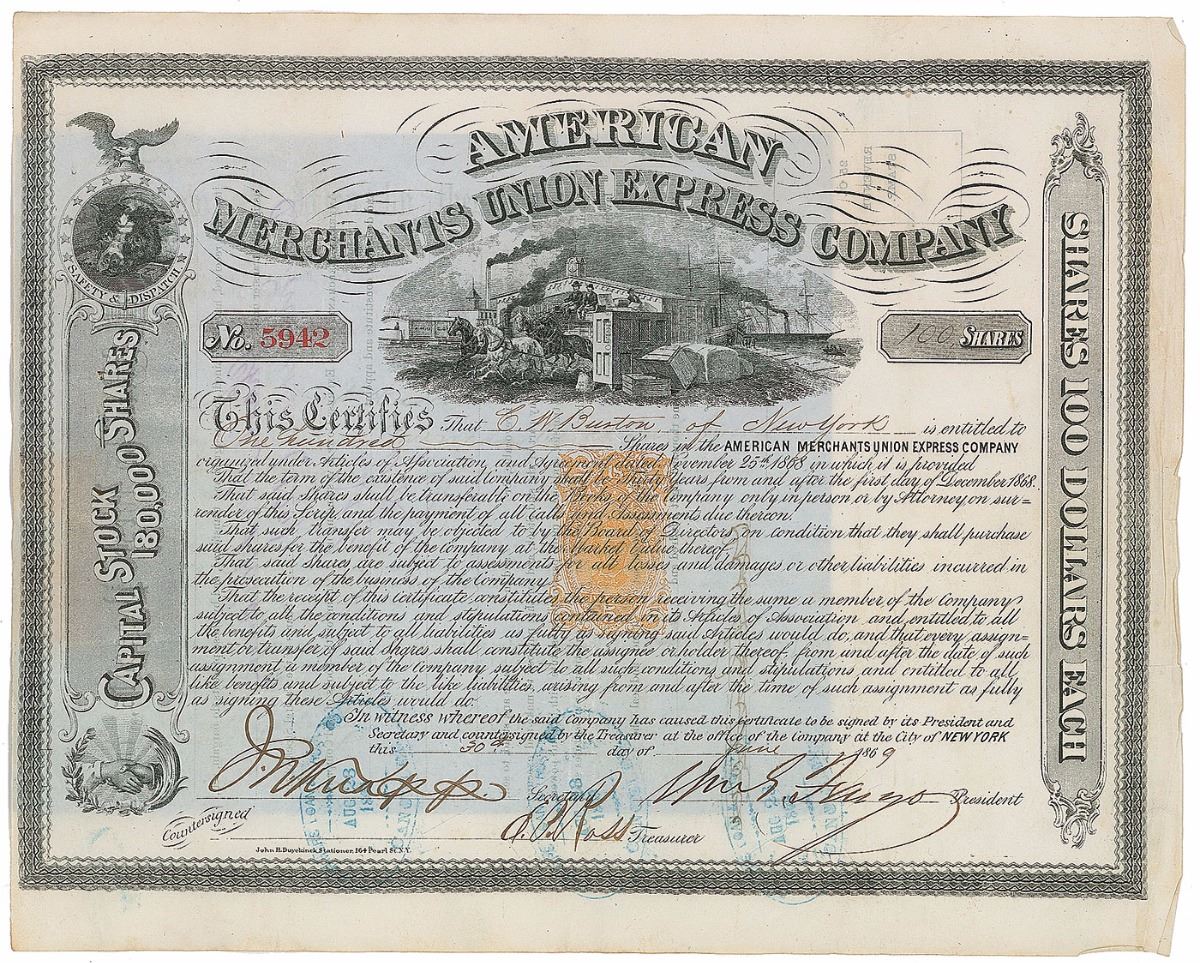 AMERICAN
MERCHANTS UNION EXPRESS COMPANY
SAFETY & DISPATCH
CAPITAL STOCK 180,000 SHARES
SHARES 100 DOLLARS EACH
No. 5942
100 SHARES
This Certifies That C. W. Burton, of New York is entitled to
One hundred Shares in the AMERICAN MERCHANTS UNION EXPRESS COMPANY
organized under Articles of Association, and Agreement dated November 25th 1868, in which it is provided
That the term of the existence of said Company shall be Thirty Years, from and after the first day of December 1868.
That said Shares shall be transferable on the Books of the Company only in person or by Attorney on sur-
render of this Scrip, and the payment of all calls and Assessments due thereon.
That such transfer may be objected to by the Board of Directors, on condition that they shall purchase
said shares for the benefit of the Company at the Market Value thereof.
That said Shares are subject to assessments for all losses and damages, or other liabilities incurred in
the prosecution of the business of the Company.
That the receipt of this Certificate, constitutes the person receiving the same a member of the Company
subject to all the conditions and stipulations contained in its Articles of Association, and entitled to all
the benefits and subject to all liabilities as fully as signing said Articles would do, and that every assign-
ment or transfer of said Shares shall constitute the assignee or holder thereof, from and after the date of such
assignment a member of the Company subject to all such conditions and stipulations, and entitled to all
like benefits and subject to the like liabilities, arising from and after the time of such assignment as fully
as signing these Articles would do.
In witness whereof the said Company has caused this certificate to be signed by its President and
Secretary and countersigned by the Treasurer at the office of the Company at the City of NEW YORK
this 30th day of June 1869
J. N. Knapp Secretary Wm G. Fargo President
Countersigned
Ross Treasurer
John H. Duyckinck Stationer, 164 Pearl St. N.Y.
AUG 23